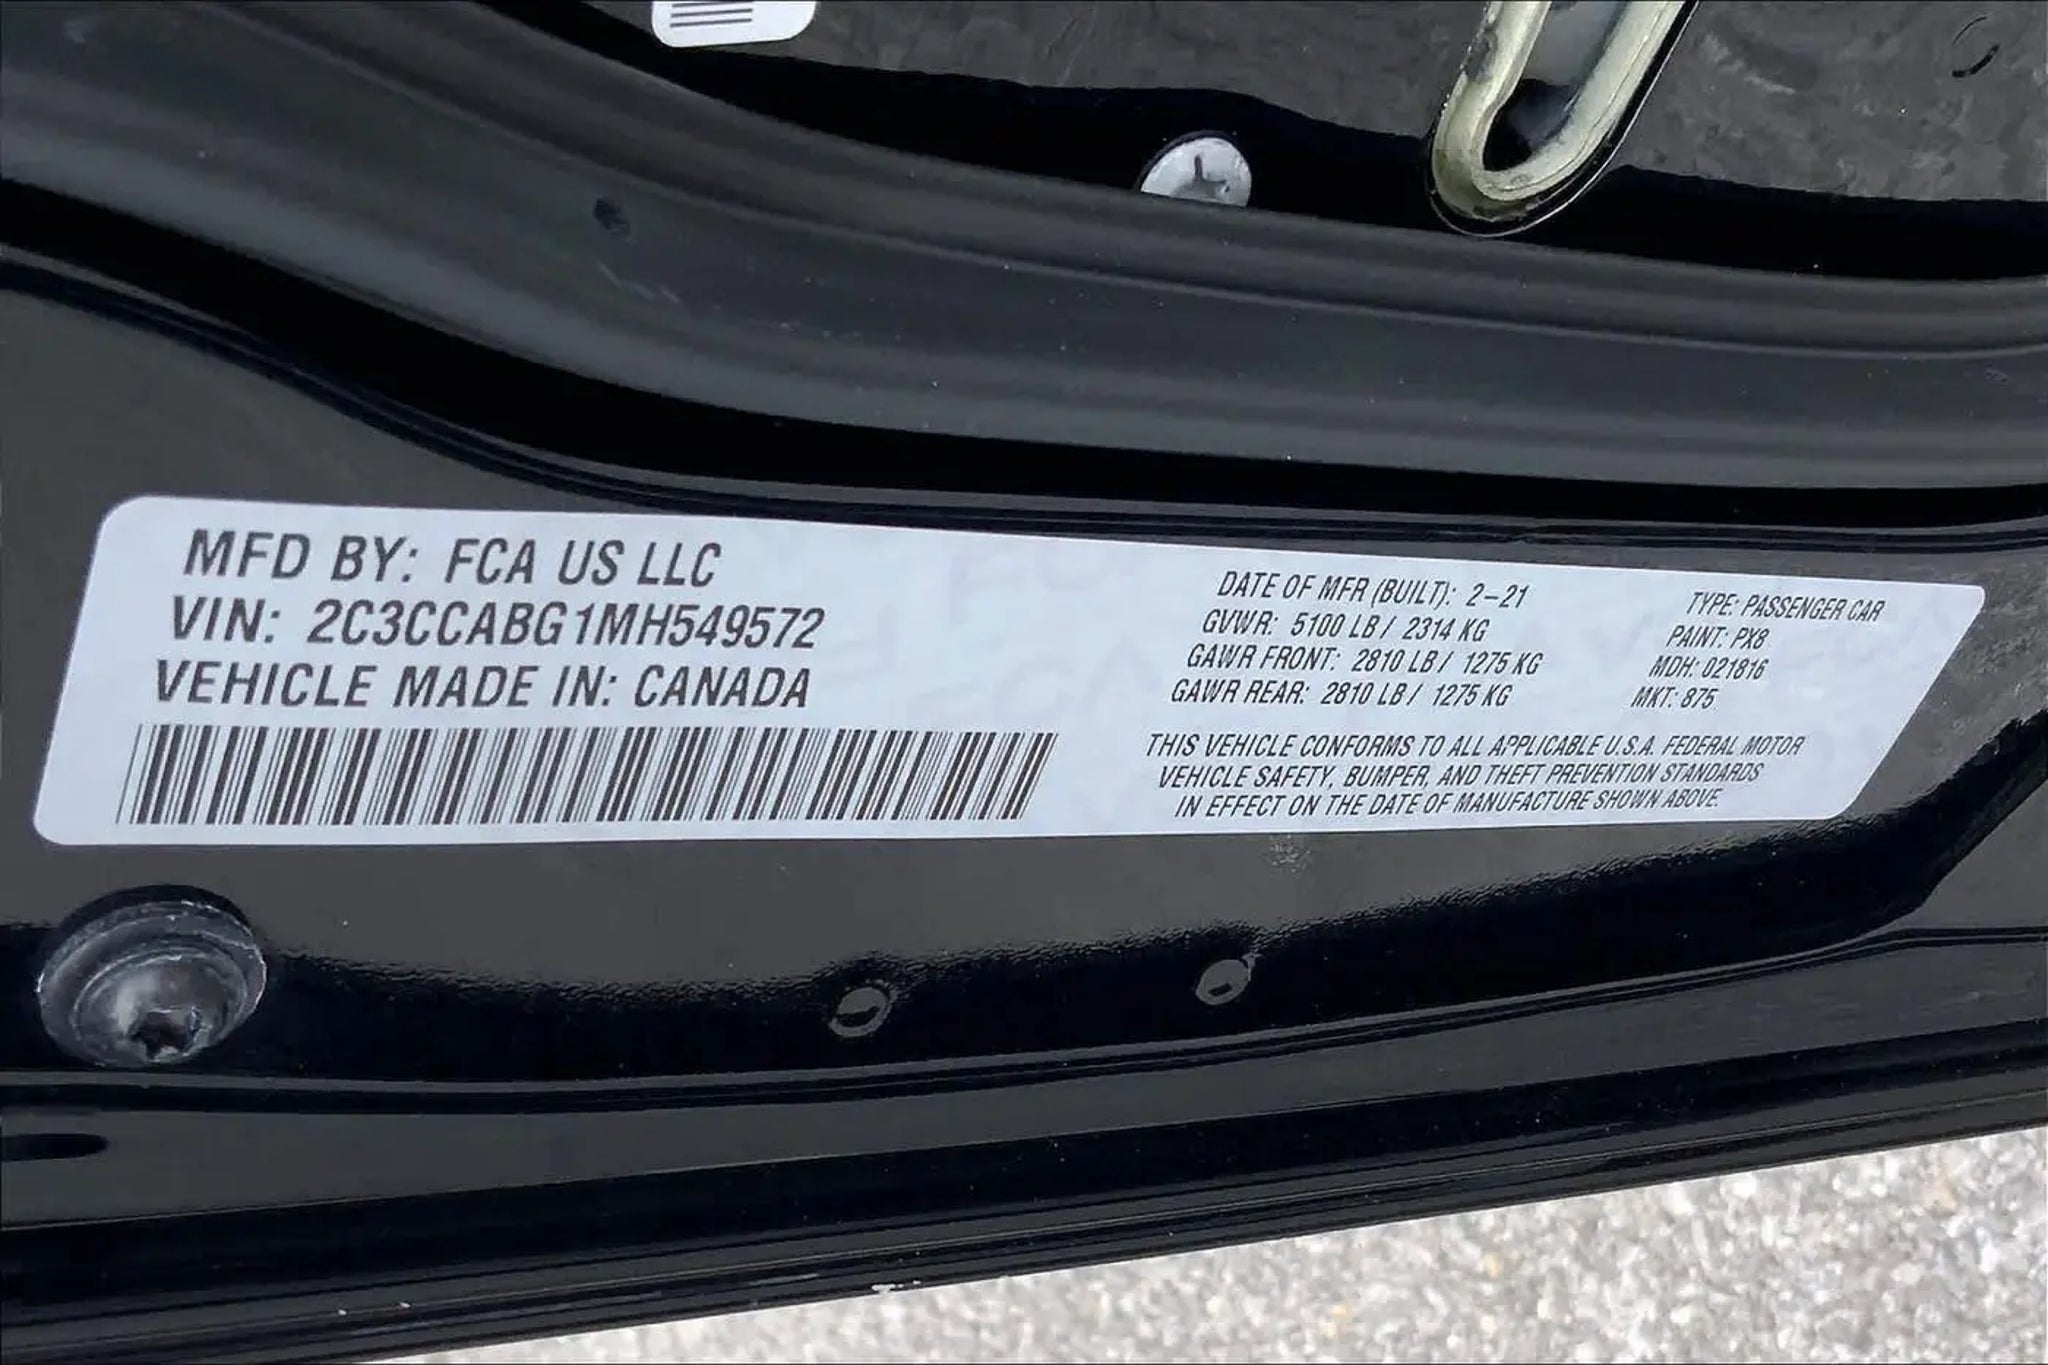 MFD BY: FCA US LLC
VIN: 2C3CCABG1MH549572
VEHICLE MADE IN: CANADA
DATE OF MFR (BUILT): 2-21
GVWR: 5100 LB / 2314 KG
GAWR FRONT: 2810 LB / 1275 KG
GAWR REAR: 2810 LB / 1275 KG
TYPE: PASSENGER CAR
PAINT: PX8
MDH: 021816
MKT: 875
THIS VEHICLE CONFORMS TO ALL APPLICABLE U.S.A. FEDERAL MOTOR
VEHICLE SAFETY, BUMPER, AND THEFT PREVENTION STANDARDS
IN EFFECT ON THE DATE OF MANUFACTURE SHOWN ABOVE.